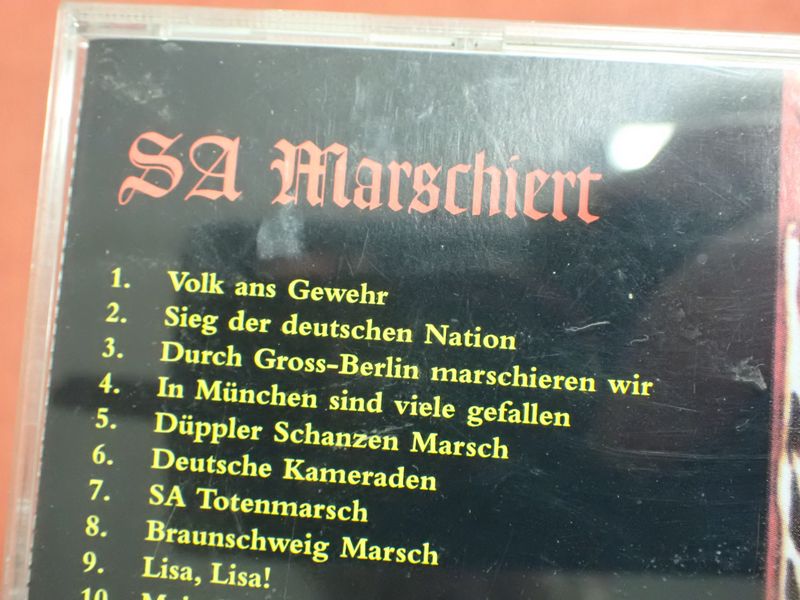 SA Marschiert
1. Volk ans Gewehr
2. Sieg der deutschen Nation
3. Durch Gross-Berlin marschieren wir
4. In München sind viele gefallen
5. Düppler Schanzen Marsch
6. Deutsche Kameraden
7. SA Totenmarsch
8. Braunschweig Marsch
9. Lisa, Lisa!
10.